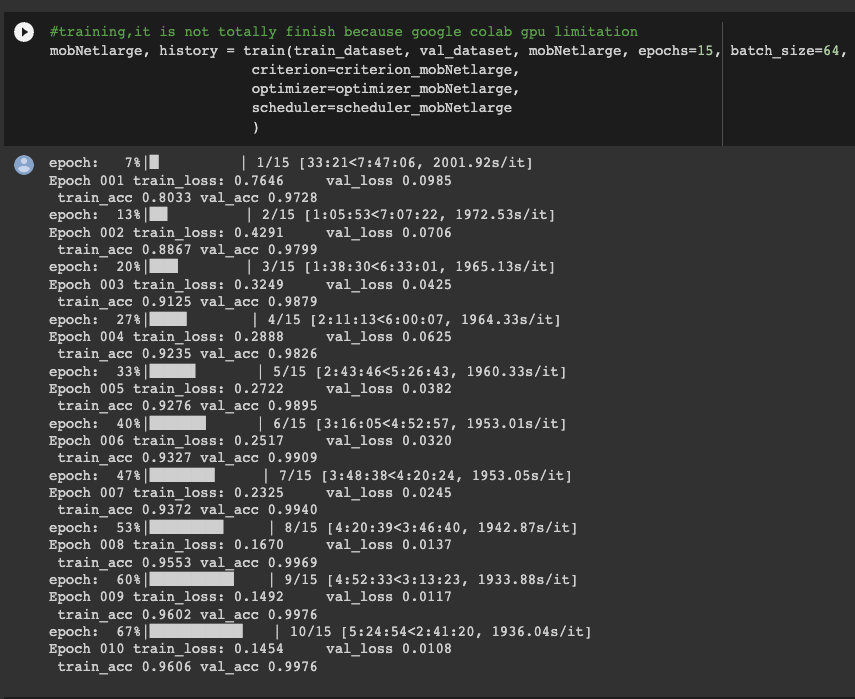 #training,it is not totally finish because google colab gpu limitation
mobNetlarge, history = train(train_dataset, val_dataset, mobNetlarge, epochs=15, batch_size=64,
criterion=criterion_mobNetlarge,
optimizer=optimizer_mobNetlarge,
scheduler=scheduler_mobNetlarge
)
epoch:   7%|█         | 1/15 [33:21<7:47:06, 2001.92s/it]
Epoch 001 train_loss: 0.7646     val_loss 0.0985
train_acc 0.8033 val_acc 0.9728
epoch:  13%|██         | 2/15 [1:05:53<7:07:22, 1972.53s/it]
Epoch 002 train_loss: 0.4291     val_loss 0.0706
train_acc 0.8867 val_acc 0.9799
epoch:  20%|███        | 3/15 [1:38:30<6:33:01, 1965.13s/it]
Epoch 003 train_loss: 0.3249     val_loss 0.0425
train_acc 0.9125 val_acc 0.9879
epoch:  27%|████       | 4/15 [2:11:13<6:00:07, 1964.33s/it]
Epoch 004 train_loss: 0.2888     val_loss 0.0625
train_acc 0.9235 val_acc 0.9826
epoch:  33%|█████      | 5/15 [2:43:46<5:26:43, 1960.33s/it]
Epoch 005 train_loss: 0.2722     val_loss 0.0382
train_acc 0.9276 val_acc 0.9895
epoch:  40%|██████     | 6/15 [3:16:05<4:52:57, 1953.01s/it]
Epoch 006 train_loss: 0.2517     val_loss 0.0320
train_acc 0.9327 val_acc 0.9909
epoch:  47%|███████    | 7/15 [3:48:38<4:20:24, 1953.05s/it]
Epoch 007 train_loss: 0.2325     val_loss 0.0245
train_acc 0.9372 val_acc 0.9940
epoch:  53%|████████   | 8/15 [4:20:39<3:46:40, 1942.87s/it]
Epoch 008 train_loss: 0.1670     val_loss 0.0137
train_acc 0.9553 val_acc 0.9969
epoch:  60%|█████████  | 9/15 [4:52:33<3:13:23, 1933.88s/it]
Epoch 009 train_loss: 0.1492     val_loss 0.0117
train_acc 0.9602 val_acc 0.9976
epoch:  67%|██████████ | 10/15 [5:24:54<2:41:20, 1936.04s/it]
Epoch 010 train_loss: 0.1454     val_loss 0.0108
train_acc 0.9606 val_acc 0.9976